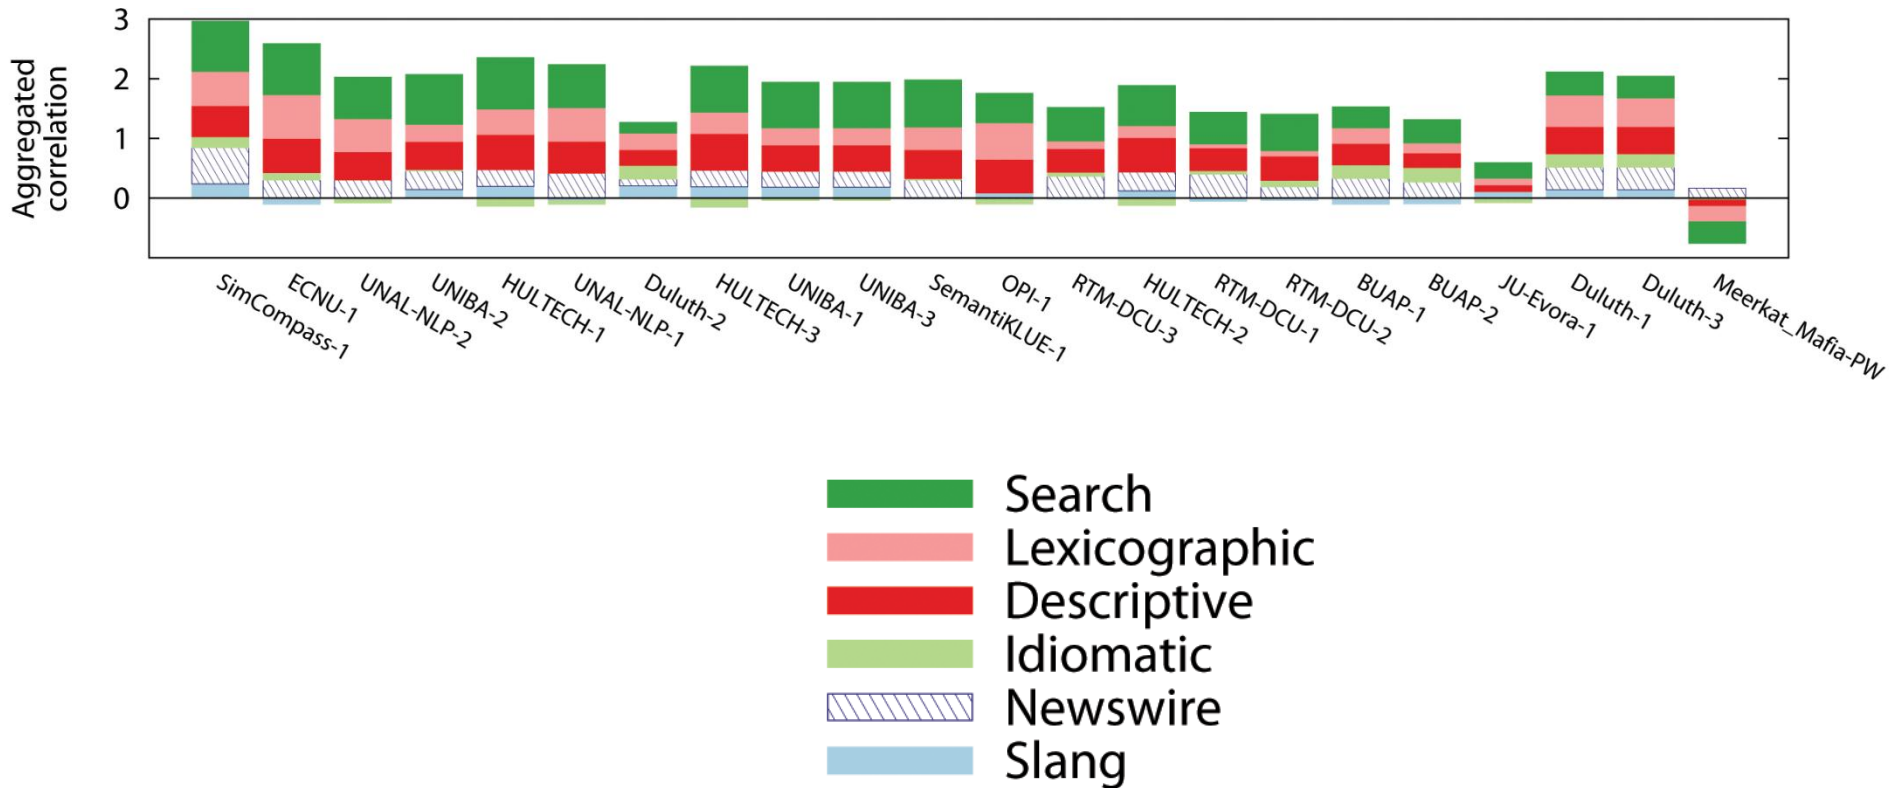 3
2
1
0
Aggregated
correlation
SimCompass-1
ECNU-1
UNAL-NLP-2
UNIBA-2
HULTECH-1
UNAL-NLP-1
Duluth-2
HULTECH-3
UNIBA-1
UNIBA-3
SemantiKLUE-1
OPI-1
RTM-DCU-3
HULTECH-2
RTM-DCU-1
RTM-DCU-2
BUAP-1
BUAP-2
JU-Evora-1
Duluth-1
Duluth-3
Meerkat_Mafia-PW
Search
Lexicographic
Descriptive
Idiomatic
Newswire
Slang